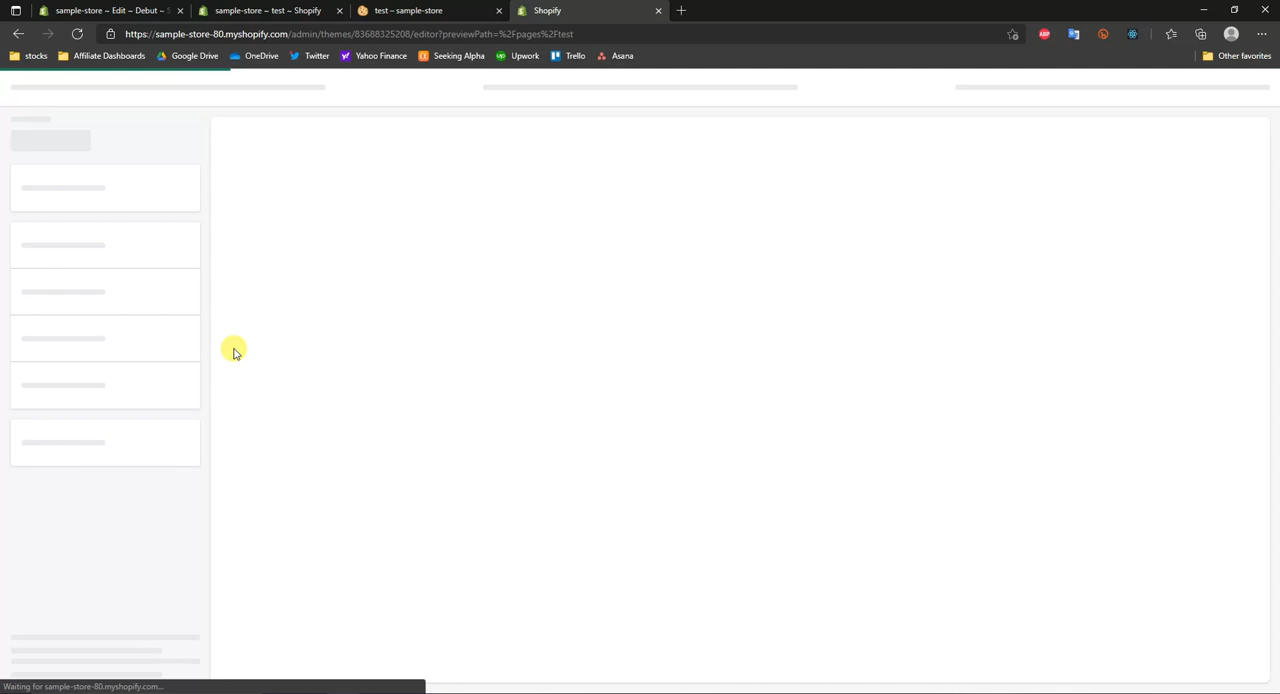 sample-store ~ Edit ~ Debut ~ S
sample-store ~ test ~ Shopify
test – sample-store
Shopify
https://sample-store-80.myshopify.com/admin/themes/83688325208/editor?previewPath=%2Fpages%2Ftest
ABP
stocks
Affiliate Dashboards
Google Drive
OneDrive
Twitter
Yahoo Finance
Seeking Alpha
Upwork
Trello
Asana
Other favorites
Waiting for sample-store-80.myshopify.com...